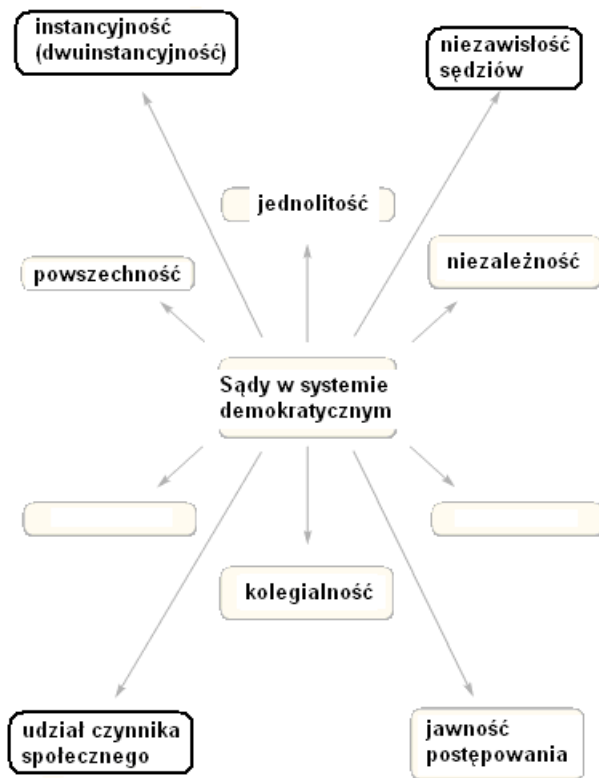 instancyjność
(dwuinstancyjność)
niezawisłość
sędziów
jednolitość
powszechność
niezależność
Sądy w systemie
demokratycznym
kolegialność
udział czynnika
społecznego
jawność
postępowania